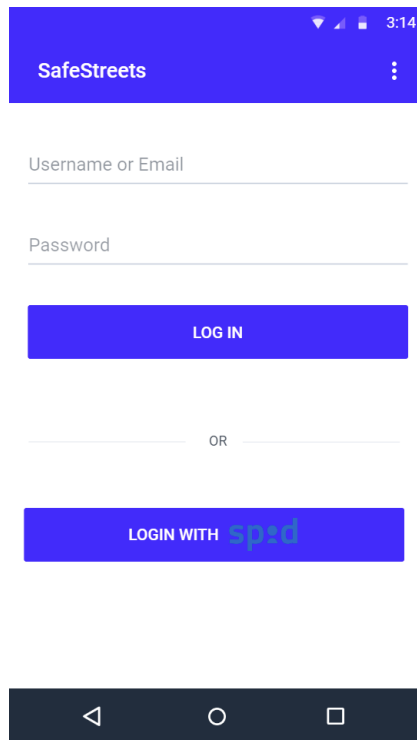 3:14
SafeStreets
Username or Email
Password
LOG IN
OR
LOGIN WITH spid